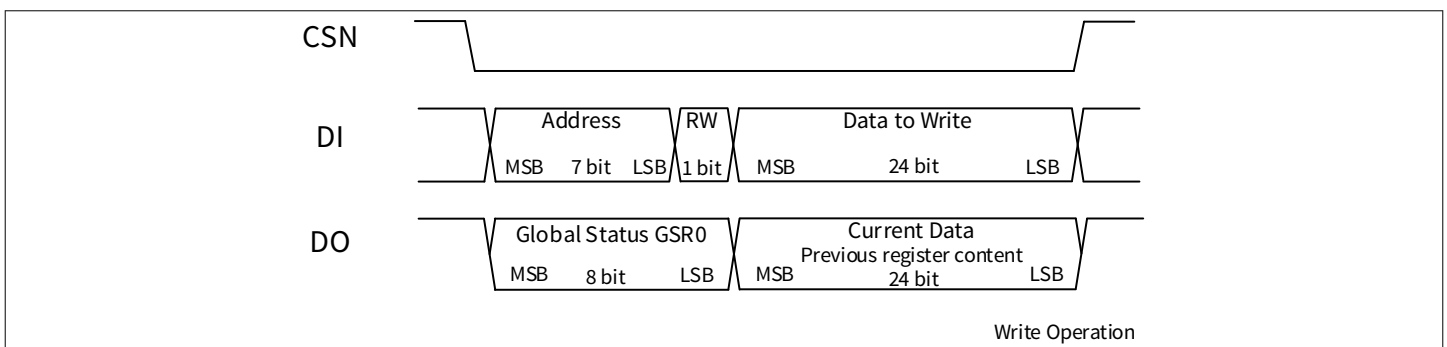 CSN
DI
Address RW Data to Write
MSB 7 bit LSB 1 bit MSB 24 bit LSB
DO
Global Status GSR0 Current Data
Previous register content
MSB 8 bit LSB MSB 24 bit LSB
Write Operation